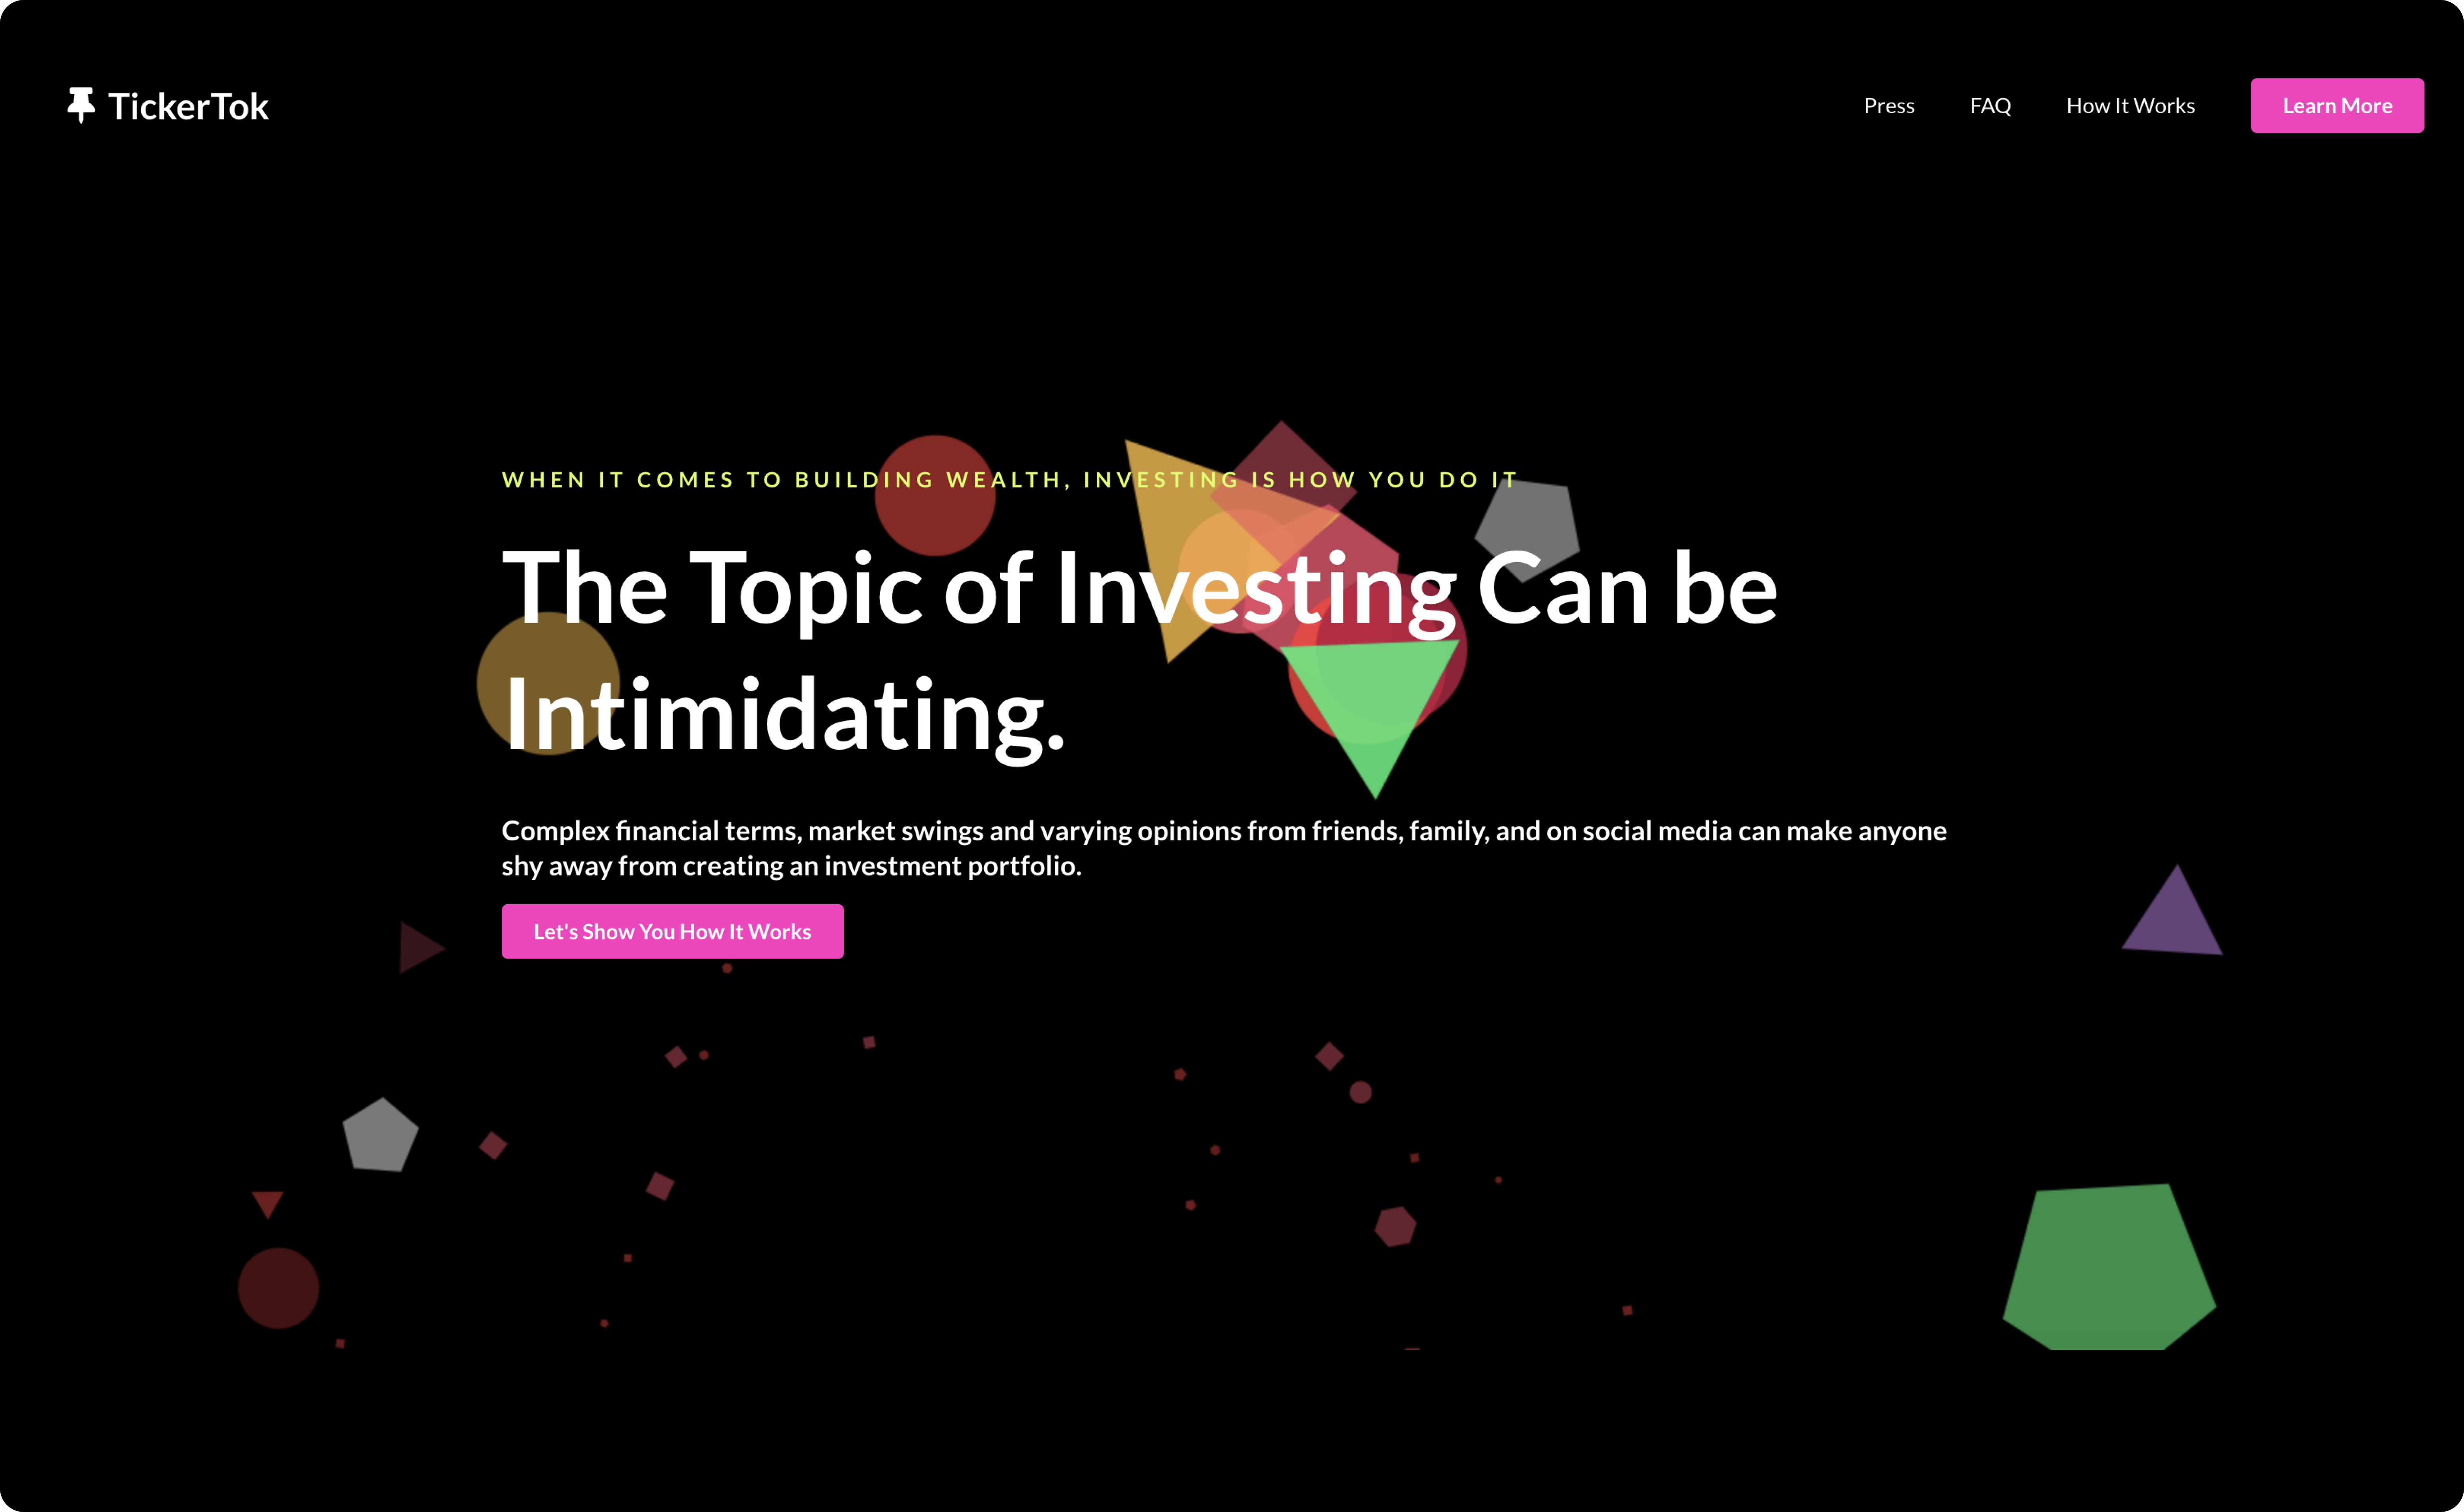 TickerTok
Press
FAQ
How It Works
Learn More
WHEN IT COMES TO BUILDING WEALTH, INVESTING IS HOW YOU DO IT
The Topic of Investing Can be
Intimidating.
Complex financial terms, market swings and varying opinions from friends, family, and on social media can make anyone
shy away from creating an investment portfolio.
Let's Show You How It Works